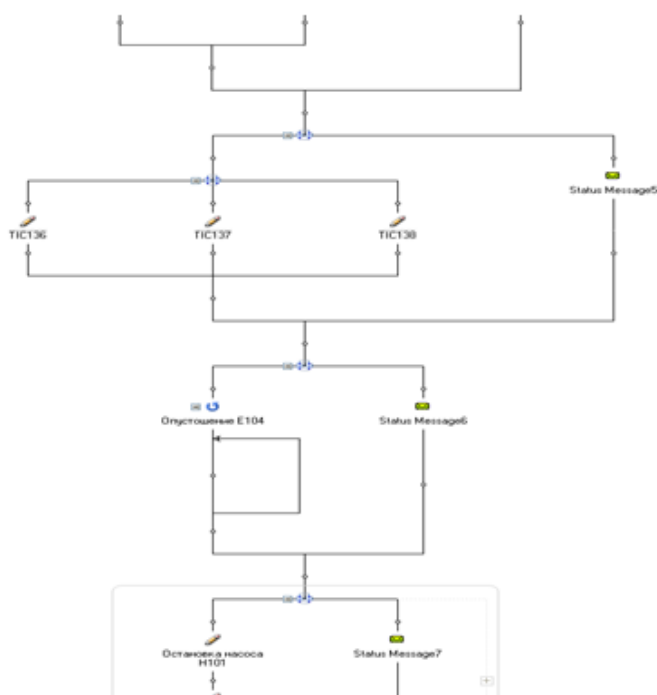 Status Message5
TIC136
TIC137
TIC138
Опустошение E104
Status Message6
Остановка насоса
H101
Status Message7